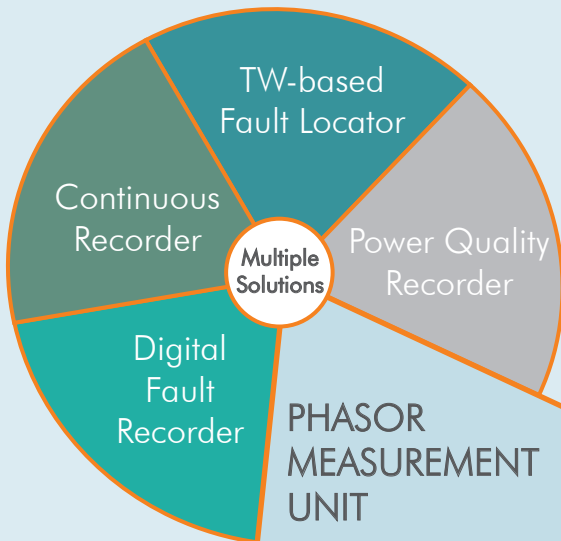 TW-based
Fault Locator
Continuous
Recorder
Multiple
Solutions
Power Quality
Recorder
Digital
Fault
Recorder
PHASOR
MEASUREMENT
UNIT